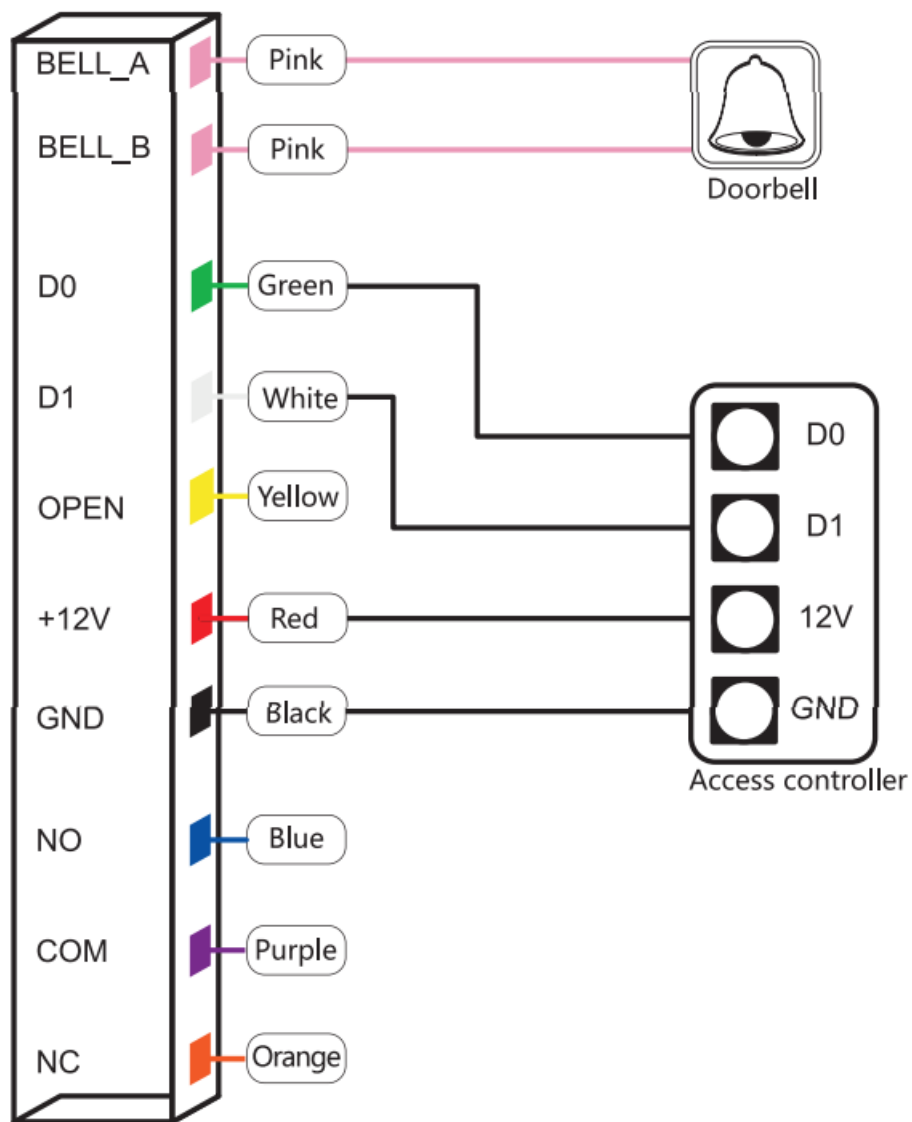 BELL_A Pink
BELL_B Pink
Doorbell
D0 Green
D1 White
D0
OPEN Yellow
D1
+12V Red 12V
GND Black GND
Access controller
NO Blue
COM Purple
NC Orange